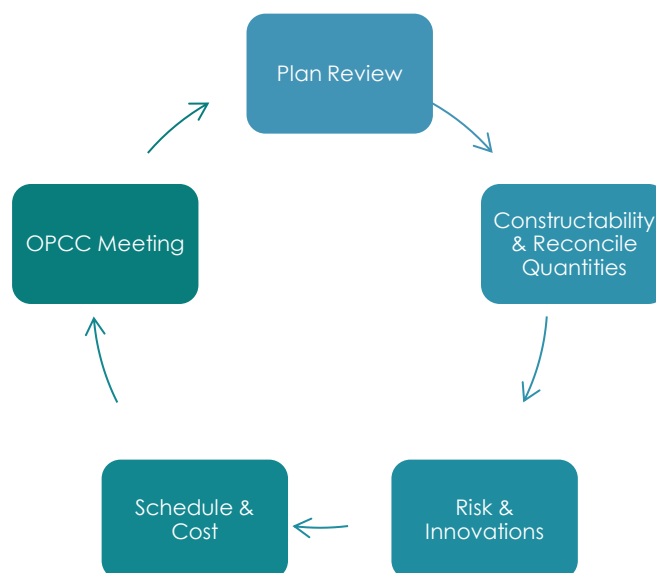 Plan Review
Constructability
& Reconcile
Quantities
Risk &
Innovations
Schedule &
Cost
OPCC Meeting